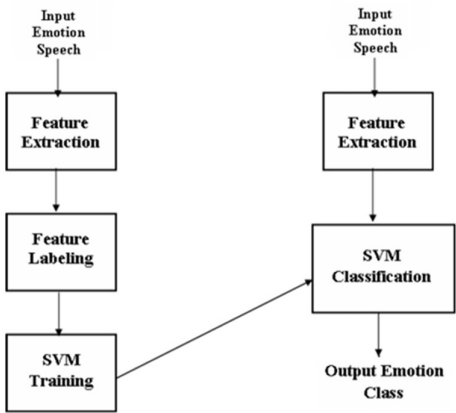 Input
Emotion
Speech
Feature
Extraction
Feature
Labeling
SVM
Training
Input
Emotion
Speech
Feature
Extraction
SVM
Classification
Output Emotion
Class